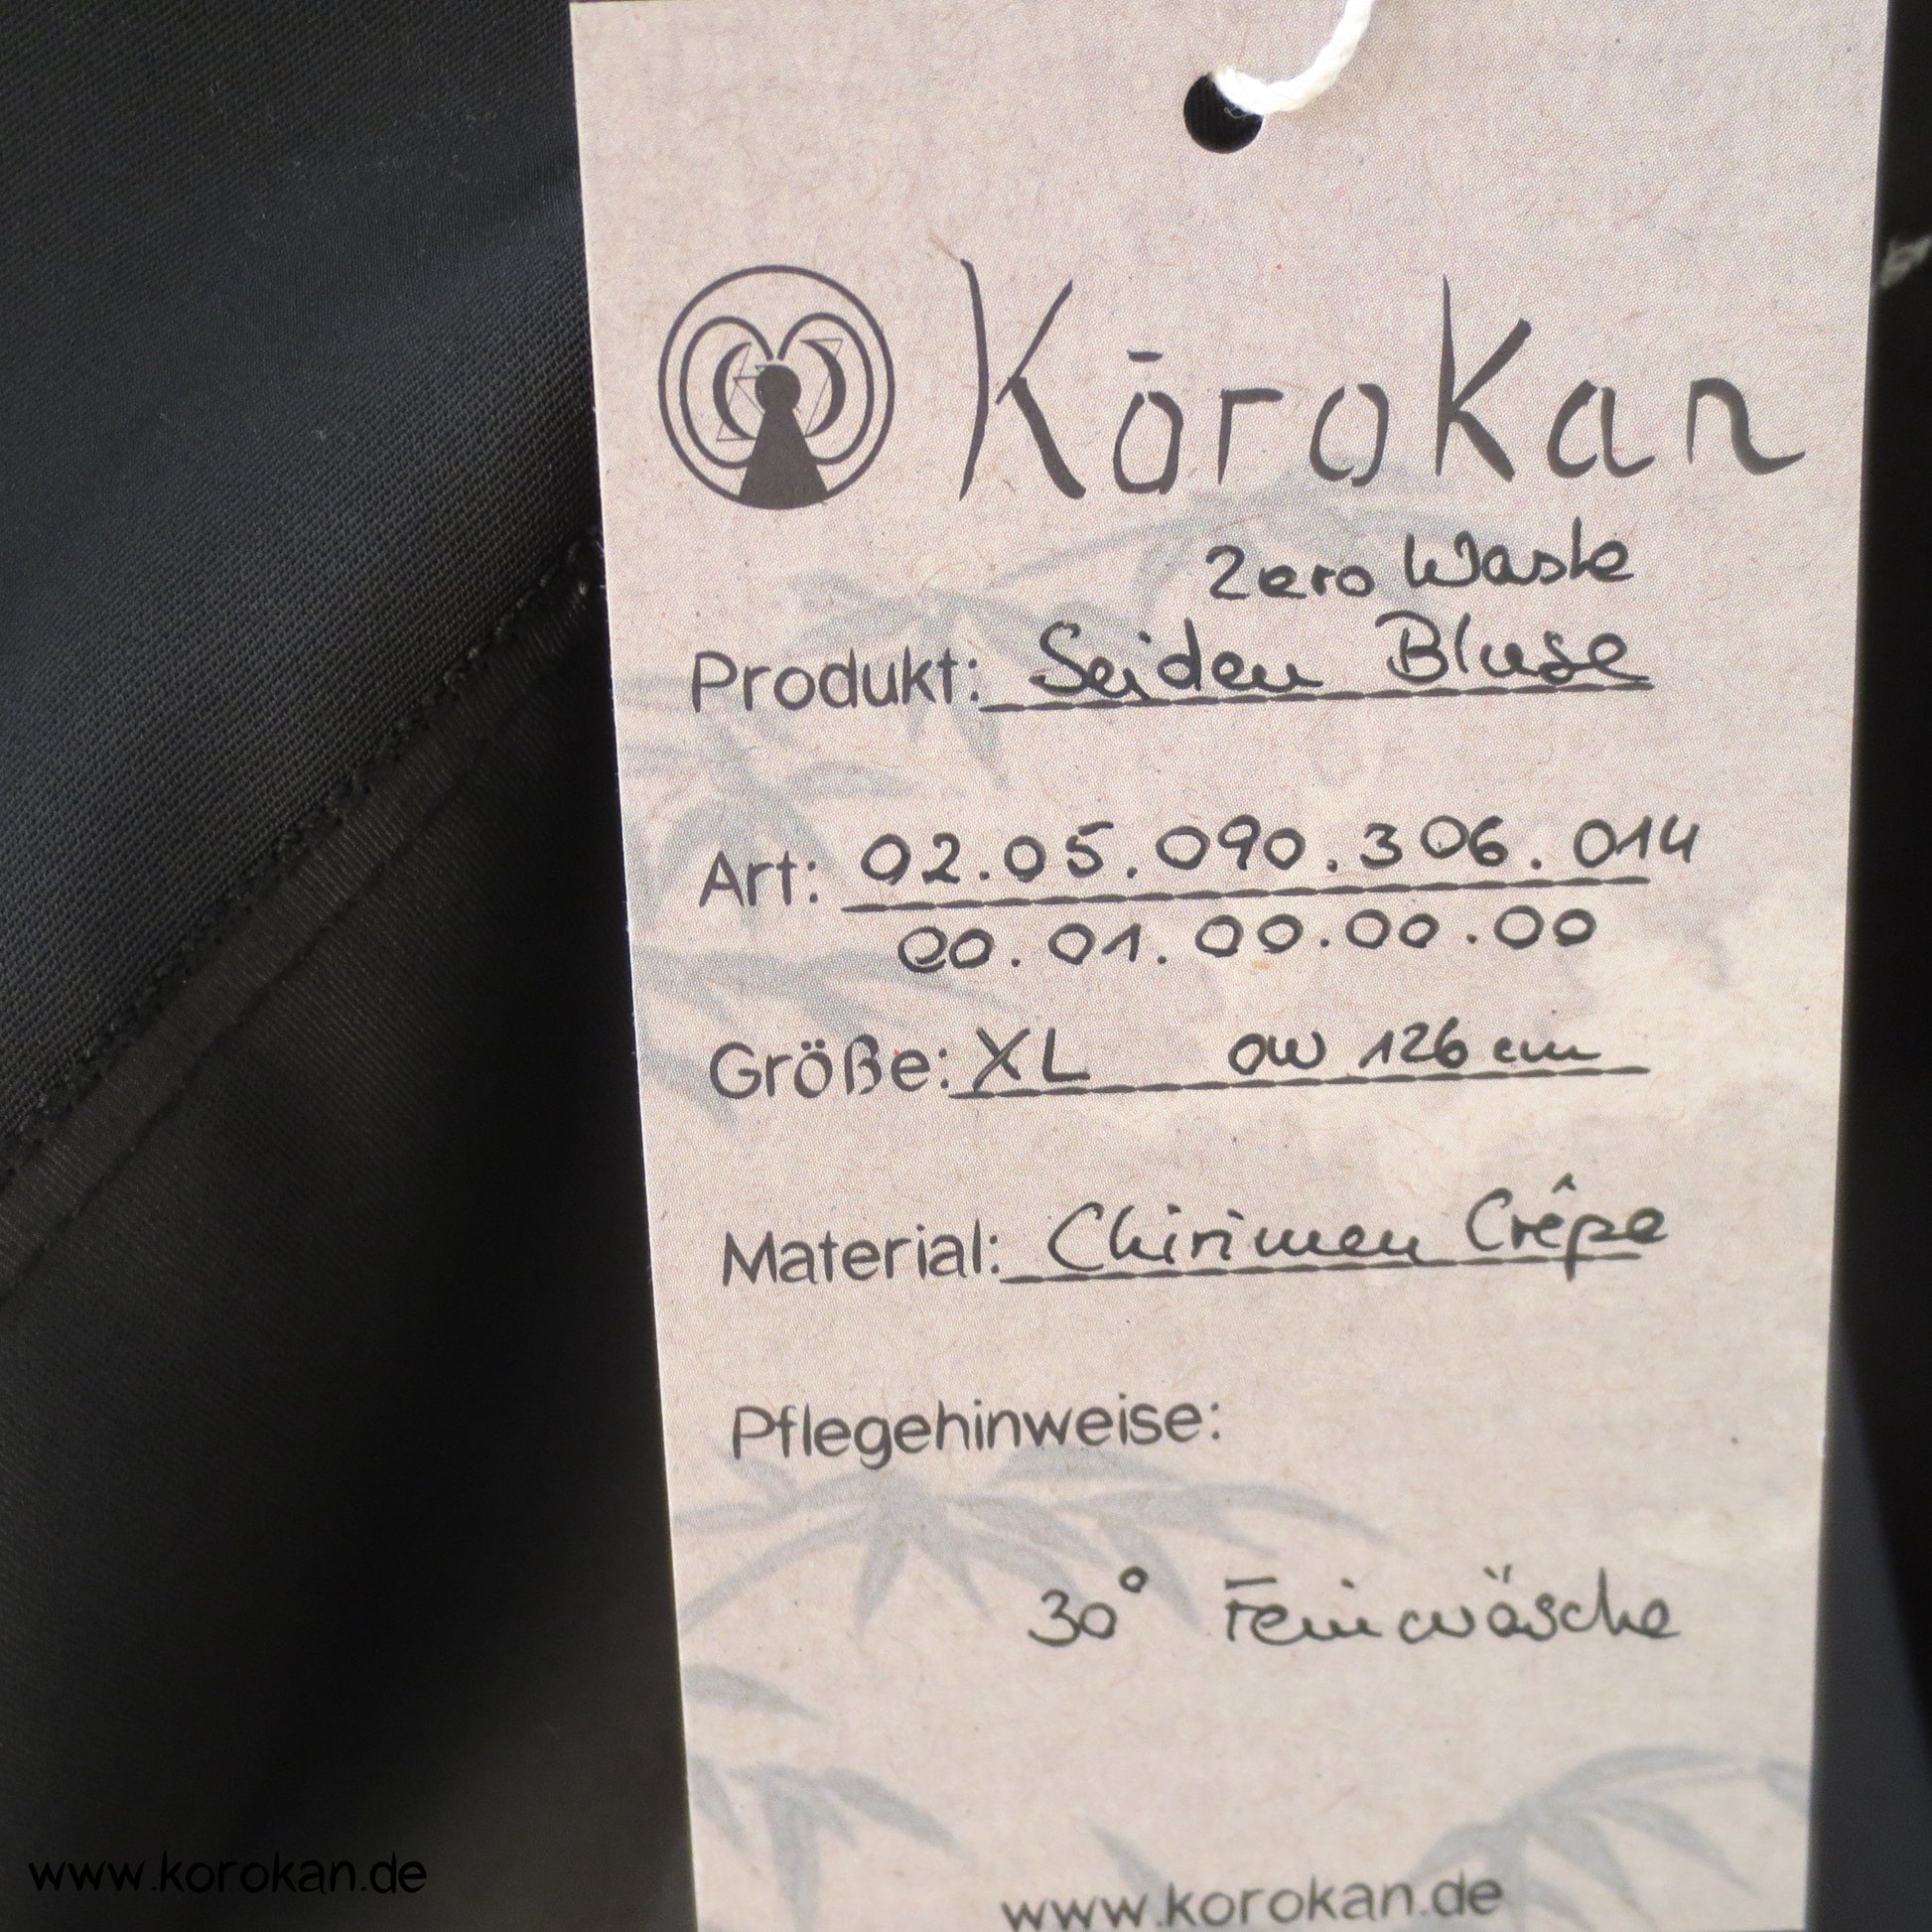 Kōrokan
Zero Waste
Produkt: Seiden Bluse
Art: 02.05.090.306.014
00.01.00.00.00
Größe: XL OW 126 cm
Material: Chirimen Crêpe
Pflegehinweise:
30° Feinwäsche
www.korokan.de
www.korokan.de